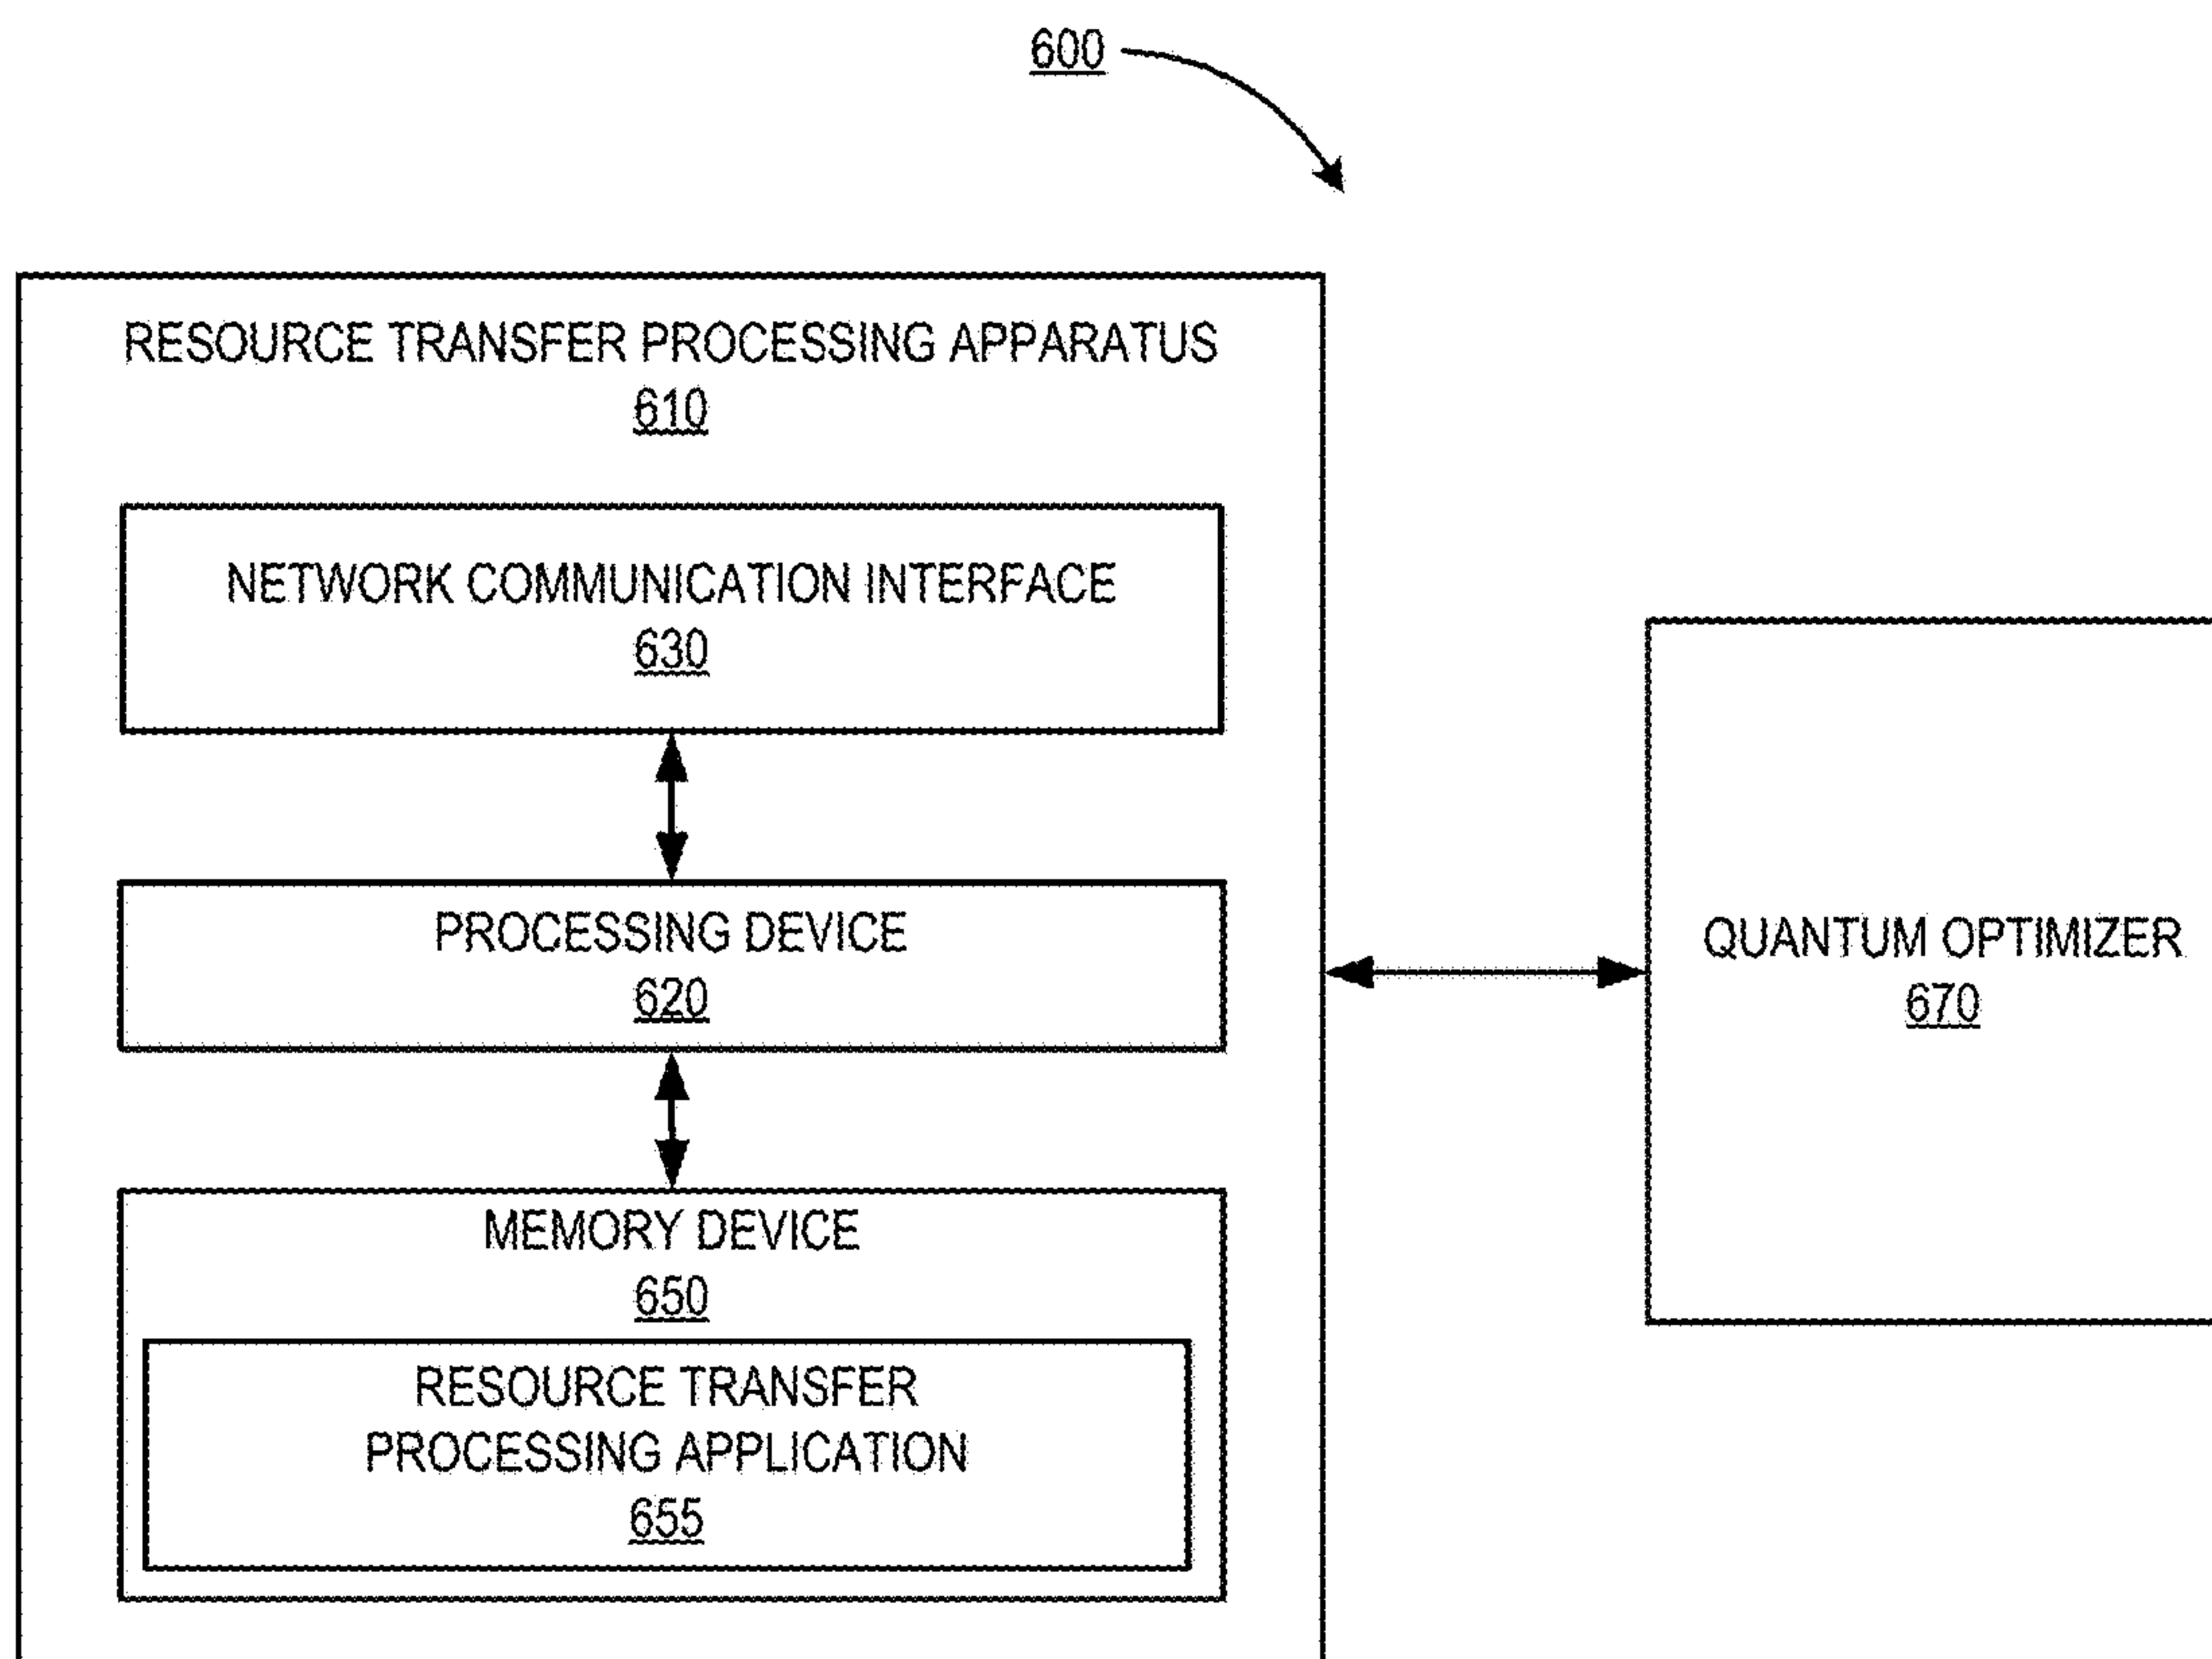 600
RESOURCE TRANSFER PROCESSING APPARATUS
610
NETWORK COMMUNICATION INTERFACE
630
PROCESSING DEVICE
620
MEMORY DEVICE
650
RESOURCE TRANSFER
PROCESSING APPLICATION
655
QUANTUM OPTIMIZER
670